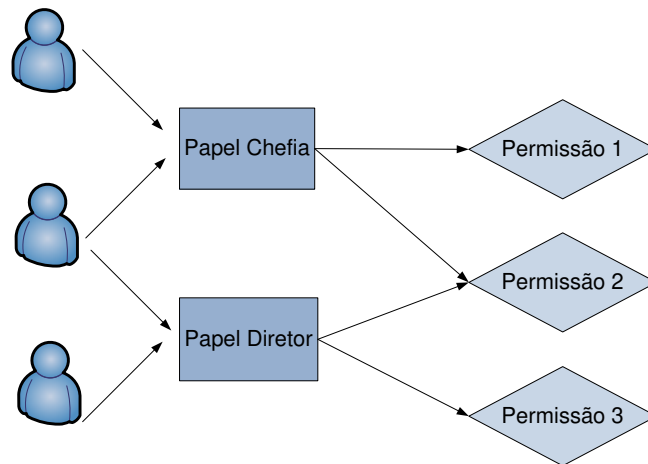 Papel Chefia
Permissão 1
Permissão 2
Papel Diretor
Permissão 3